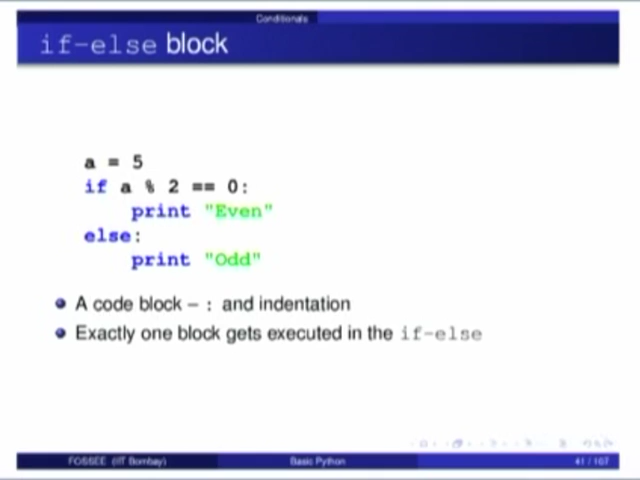 Conditionals
if-else block
a = 5
if a % 2 == 0:
    print "Even"
else:
    print "Odd"
A code block – : and indentation
Exactly one block gets executed in the if-else
FOSSEE (IIT Bombay) Basic Python 41 / 167